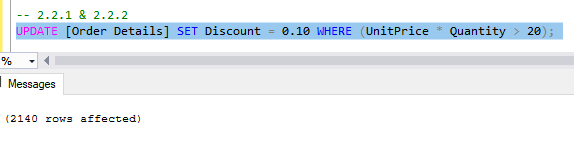 -- 2.2.1 & 2.2.2
UPDATE [Order Details] SET Discount = 0.10 WHERE (UnitPrice * Quantity > 20);
%
Messages
(2140 rows affected)